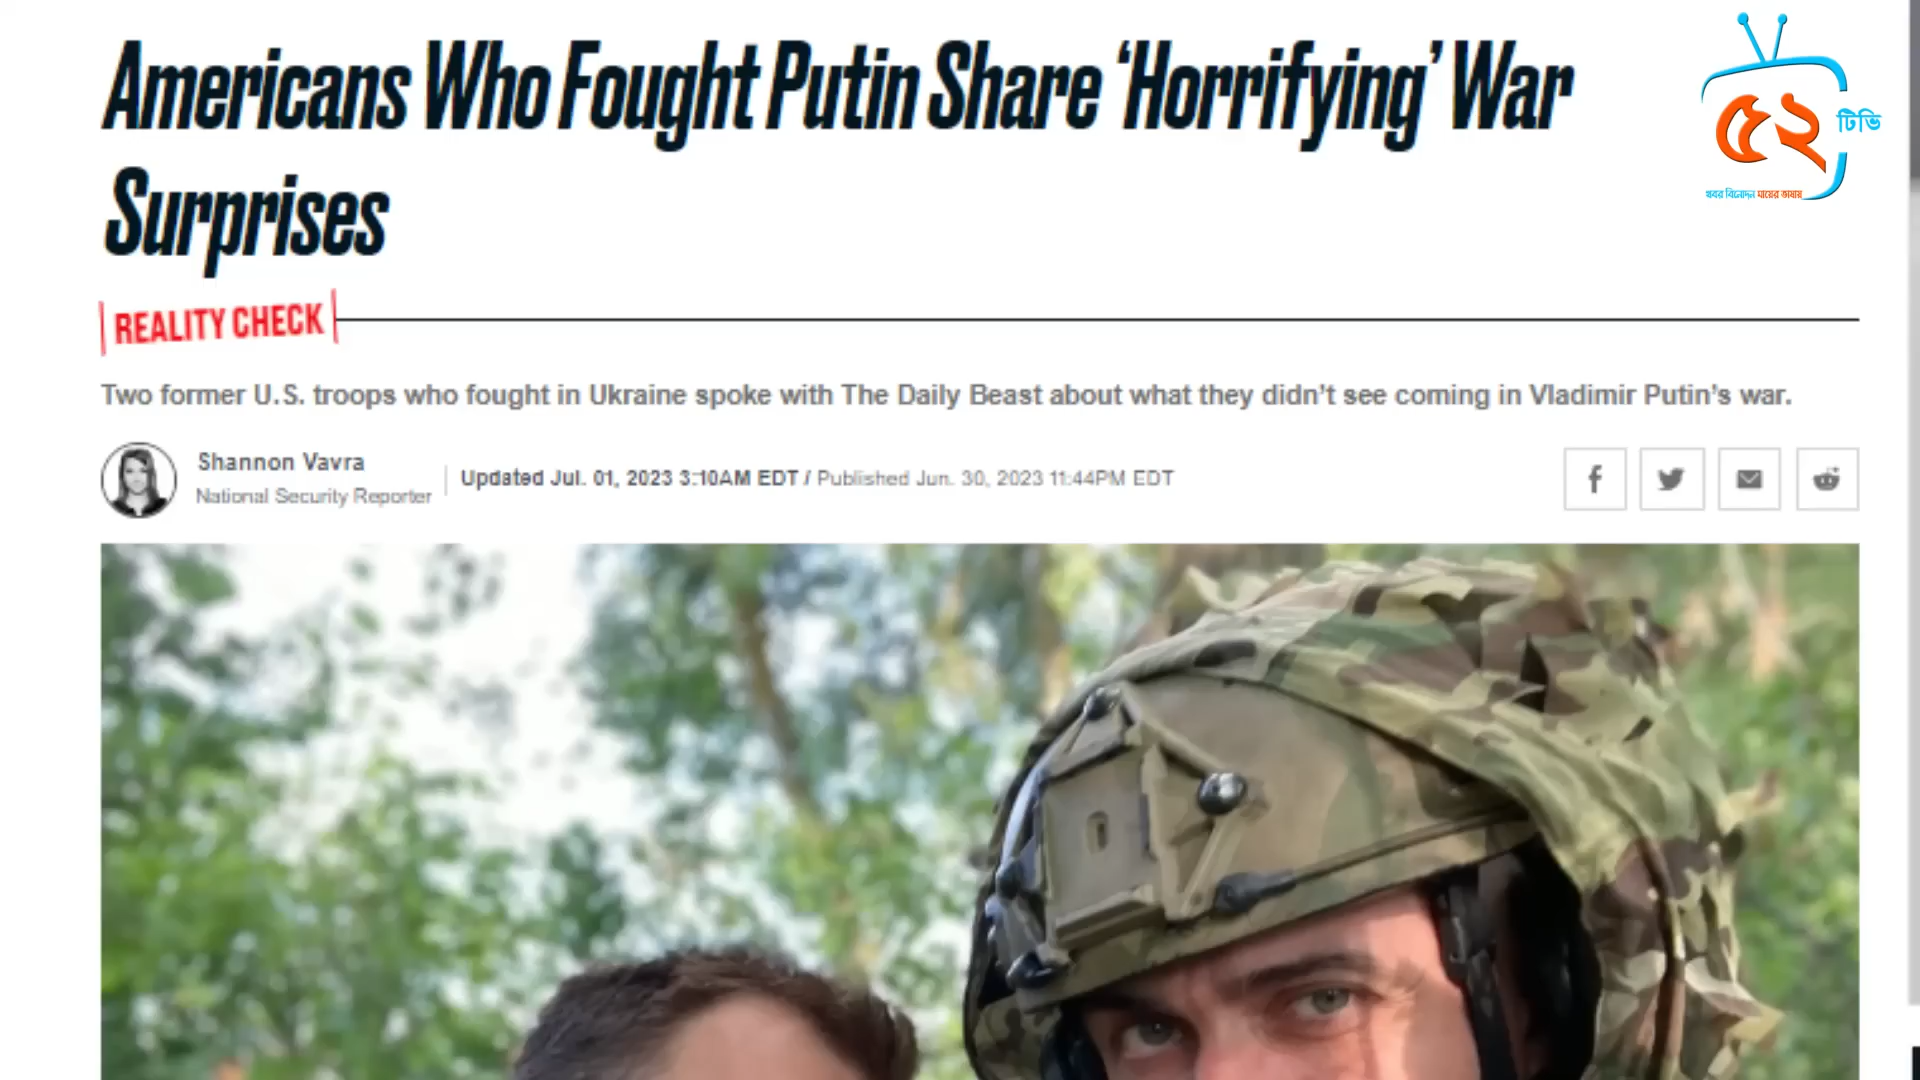 Americans Who Fought Putin Share ‘Horrifying’ War
Surprises
৫২
টিভি
খবর বিনোদন মায়ের ভাষায়
REALITY CHECK
Two former U.S. troops who fought in Ukraine spoke with The Daily Beast about what they didn’t see coming in Vladimir Putin’s war.
Shannon Vavra
National Security Reporter
Updated Jul. 01, 2023 3:10AM EDT / Published Jun. 30, 2023 11:44PM EDT